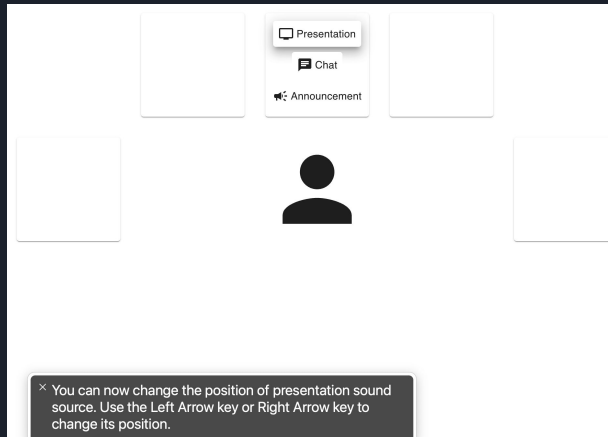 Presentation
Chat
Announcement
× You can now change the position of presentation sound
source. Use the Left Arrow key or Right Arrow key to
change its position.